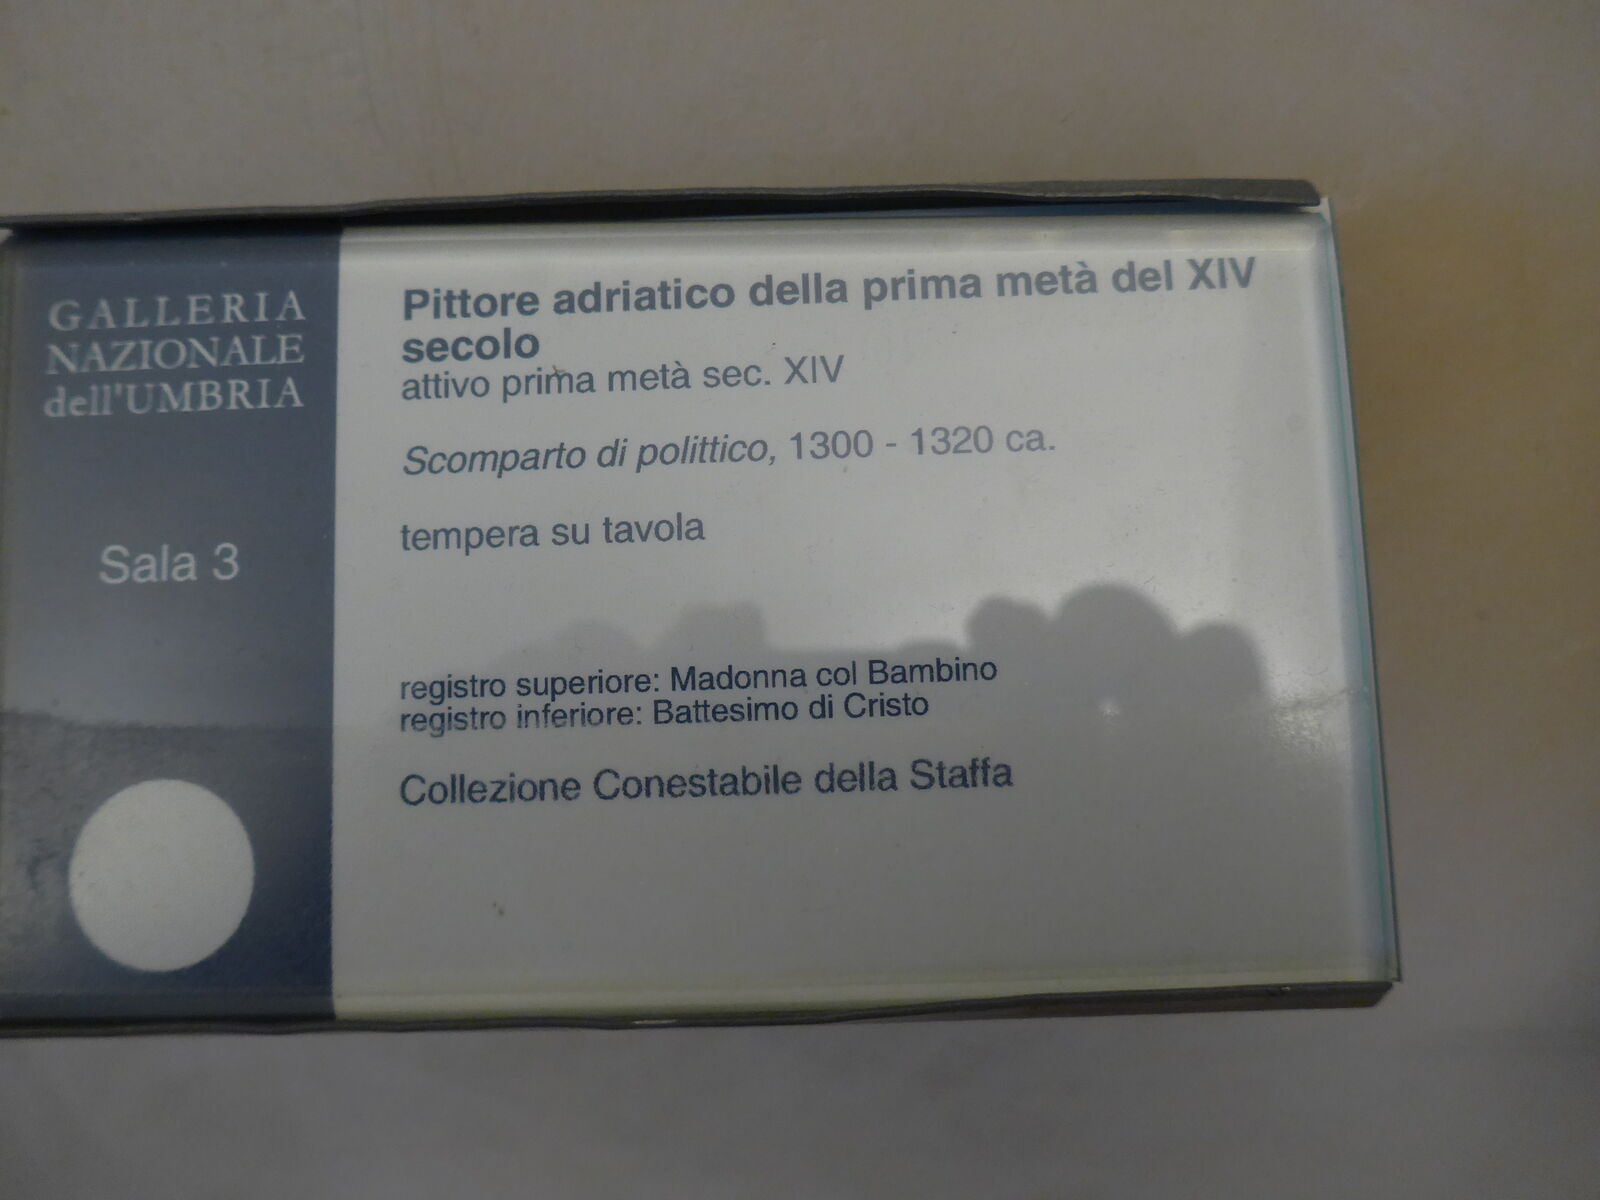 GALLERIA
NAZIONALE
dell'UMBRIA
Sala 3
Pittore adriatico della prima metà del XIV
secolo
attivo prima metà sec. XIV
Scomparto di polittico, 1300 - 1320 ca.
tempera su tavola
registro superiore: Madonna col Bambino
registro inferiore: Battesimo di Cristo
Collezione Conestabile della Staffa